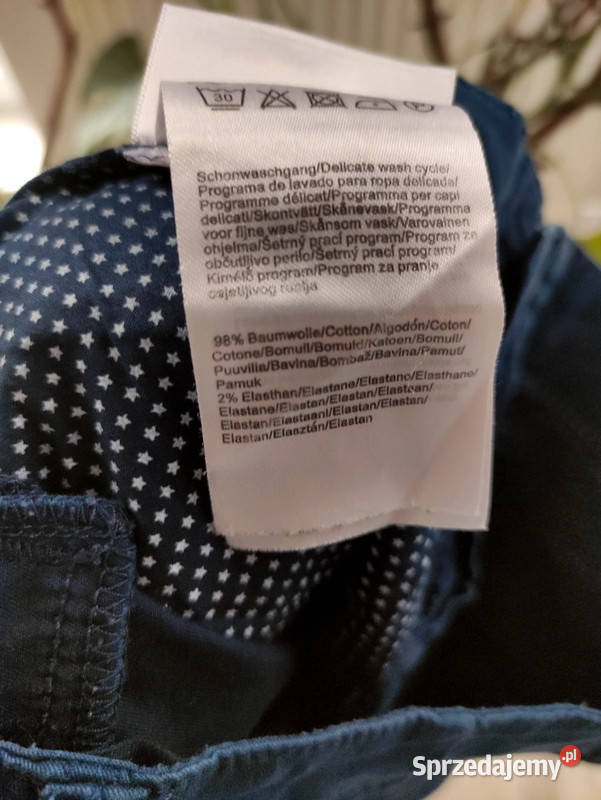 30
Schonwaschgang/Delicate wash cycle/
Programa de lavado para ropa delicada/
Programme délicat/Programma per capi
delicati/Skontvätt/Skånevask/Programma
voor fijne was/Skånsom vask/Varovainen
ohjelma/Šetrný prací program/Program za
občutljivo perilo/Šetrný prací program/
Kímélő program/Program za pranje
osjetljivog rublja
98% Baumwolle/Cotton/Algodón/Coton/
Cotone/Bomull/Bomuld/Katoen/Bomull/
Puuvilla/Bavlna/Bombaž/Bavlna/Pamut/
Pamuk
2% Elasthan/Elastane/Elastano/Elasthane/
Elastane/Elastan/Elastan/Elastaan/
Elastan/Elastaani/Elastan/Elastan/
Elastan/Elasztán/Elastan
Sprzedajemy.pl